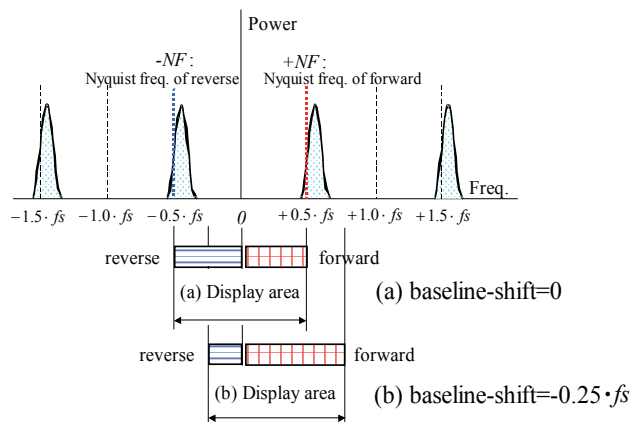 Power
-NF:
Nyquist freq. of reverse
+NF:
Nyquist freq. of forward
Freq.
−1.5· fs
−1.0· fs
−0.5· fs
0
+0.5· fs
+1.0· fs
+1.5· fs
reverse
forward
(a) Display area
(a) baseline-shift=0
reverse
forward
(b) Display area
(b) baseline-shift=-0.25·fs